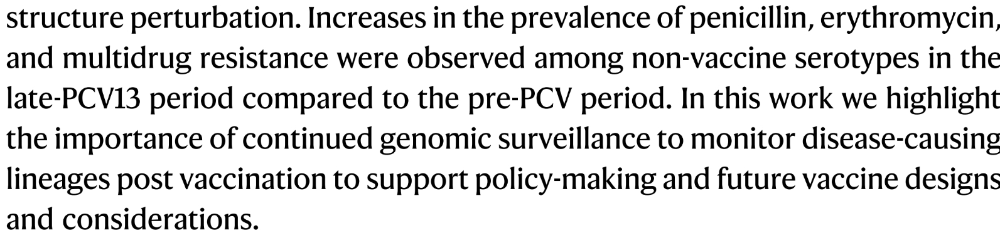 structure perturbation. Increases in the prevalence of penicillin, erythromycin,
and multidrug resistance were observed among non-vaccine serotypes in the
late-PCV13 period compared to the pre-PCV period. In this work we highlight
the importance of continued genomic surveillance to monitor disease-causing
lineages post vaccination to support policy-making and future vaccine designs
and considerations.